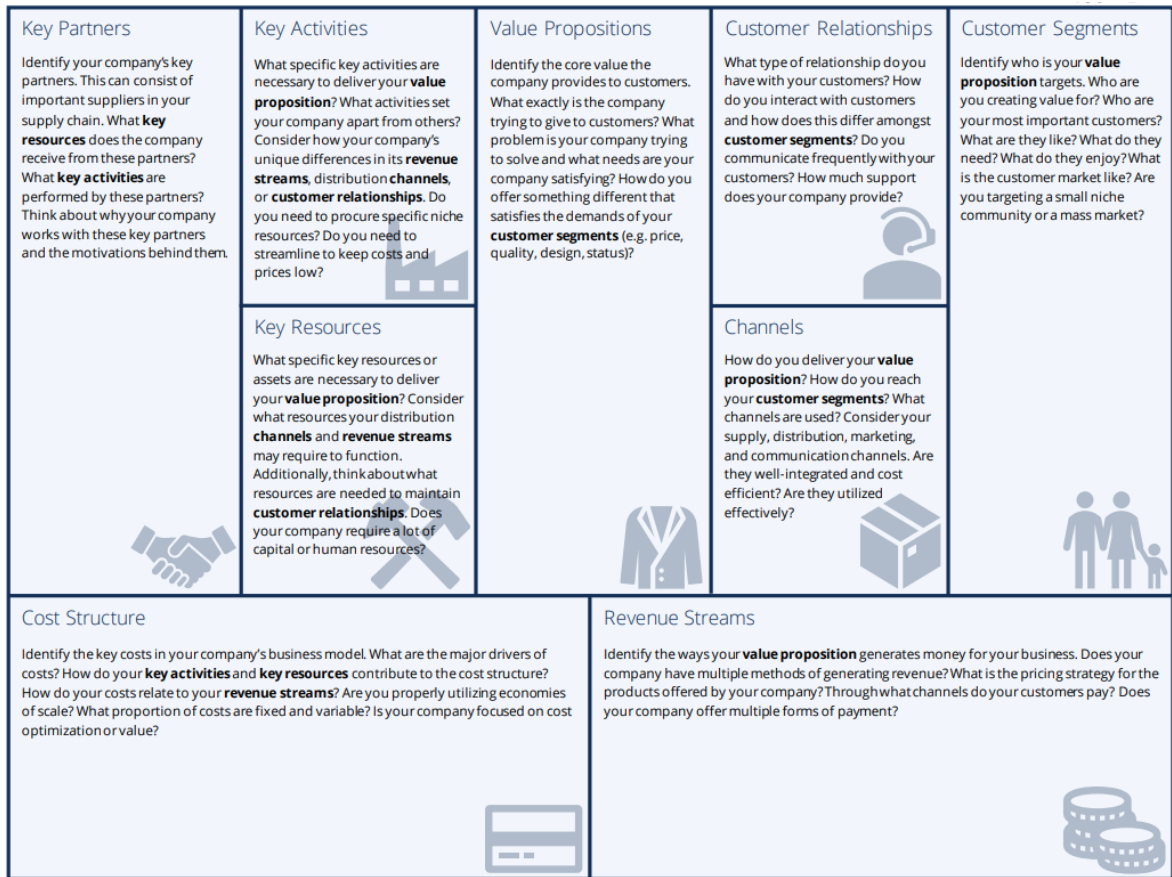 Key Partners
Identify your company's key
partners. This can consist of
important suppliers in your
supply chain. What key
resources does the company
receive from these partners?
What key activities are
performed by these partners?
Think about why your company
works with these key partners
and the motivations behind them.
Key Activities
What specific key activities are
necessary to deliver your value
proposition? What activities set
your company apart from others?
Consider how your company's
unique differences in its revenue
streams, distribution channels,
or customer relationships. Do
you need to procure specific niche
resources? Do you need to
streamline to keep costs and
prices low?
Key Resources
What specific key resources or
assets are necessary to deliver
your value proposition? Consider
what resources your distribution
channels and revenue streams
may require to function.
Additionally, think about what
resources are needed to maintain
customer relationships. Does
your company require a lot of
capital or human resources?
Value Propositions
Identify the core value the
company provides to customers.
What exactly is the company
trying to give to customers? What
problem is your company trying
to solve and what needs are your
company satisfying? How do you
offer something different that
satisfies the demands of your
customer segments (e.g. price,
quality, design, status)?
Customer Relationships
What type of relationship do you
have with your customers? How
do you interact with customers
and how does this differ amongst
customer segments? Do you
communicate frequently with your
customers? How much support
does your company provide?
Channels
How do you deliver your value
proposition? How do you reach
your customer segments? What
channels are used? Consider your
supply, distribution, marketing,
and communication channels. Are
they well-integrated and cost
efficient? Are they utilized
effectively?
Customer Segments
Identify who is your value
proposition targets. Who are
you creating value for? Who are
your most important customers?
What are they like? What do they
need? What do they enjoy? What
is the customer market like? Are
you targeting a small niche
community or a mass market?
Cost Structure
Identify the key costs in your company's business model. What are the major drivers of
costs? How do your key activities and key resources contribute to the cost structure?
How do your costs relate to your revenue streams? Are you properly utilizing economies
of scale? What proportion of costs are fixed and variable? Is your company focused on cost
optimization or value?
Revenue Streams
Identify the ways your value proposition generates money for your business. Does your
company have multiple methods of generating revenue? What is the pricing strategy for the
products offered by your company? Through what channels do your customers pay? Does
your company offer multiple forms of payment?